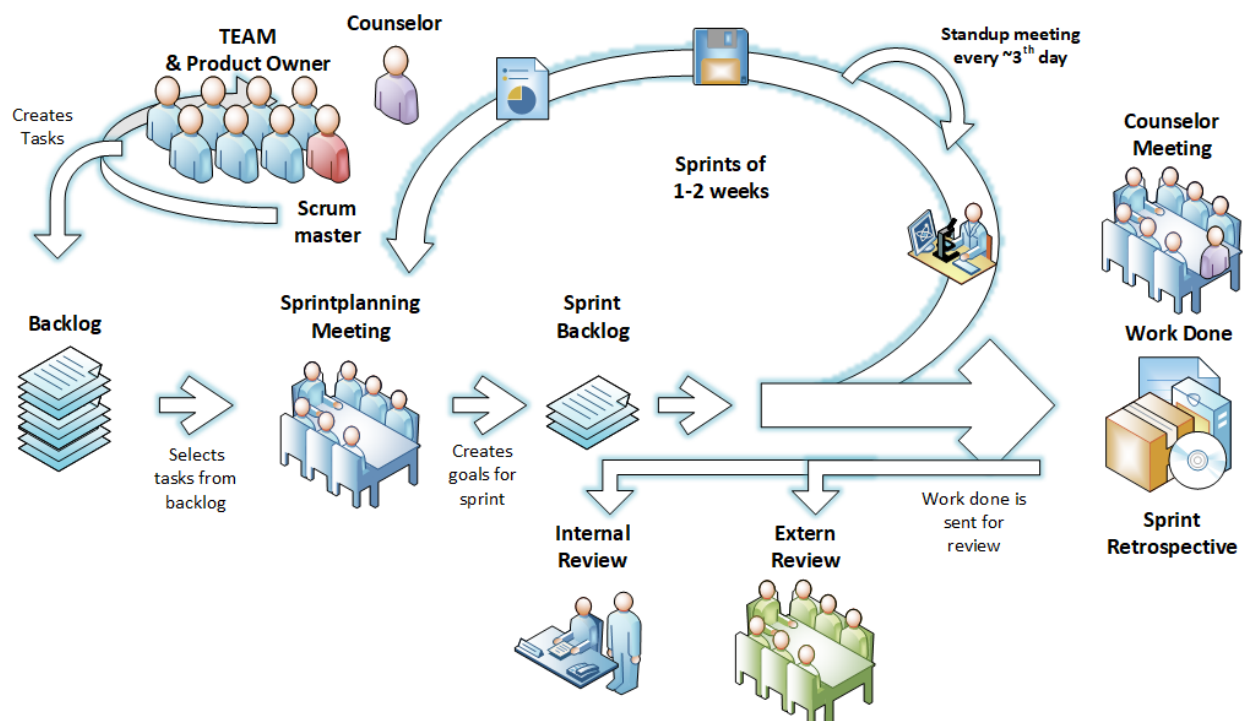 TEAM
& Product Owner
Counselor
Creates
Tasks
Scrum
master
Standup meeting
every ~3th day
Sprints of
1-2 weeks
Counselor
Meeting
Backlog
Sprintplanning
Meeting
Sprint
Backlog
Work Done
Selects
tasks from
backlog
Creates
goals for
sprint
Work done is
sent for
review
Internal
Review
Extern
Review
Sprint
Retrospective